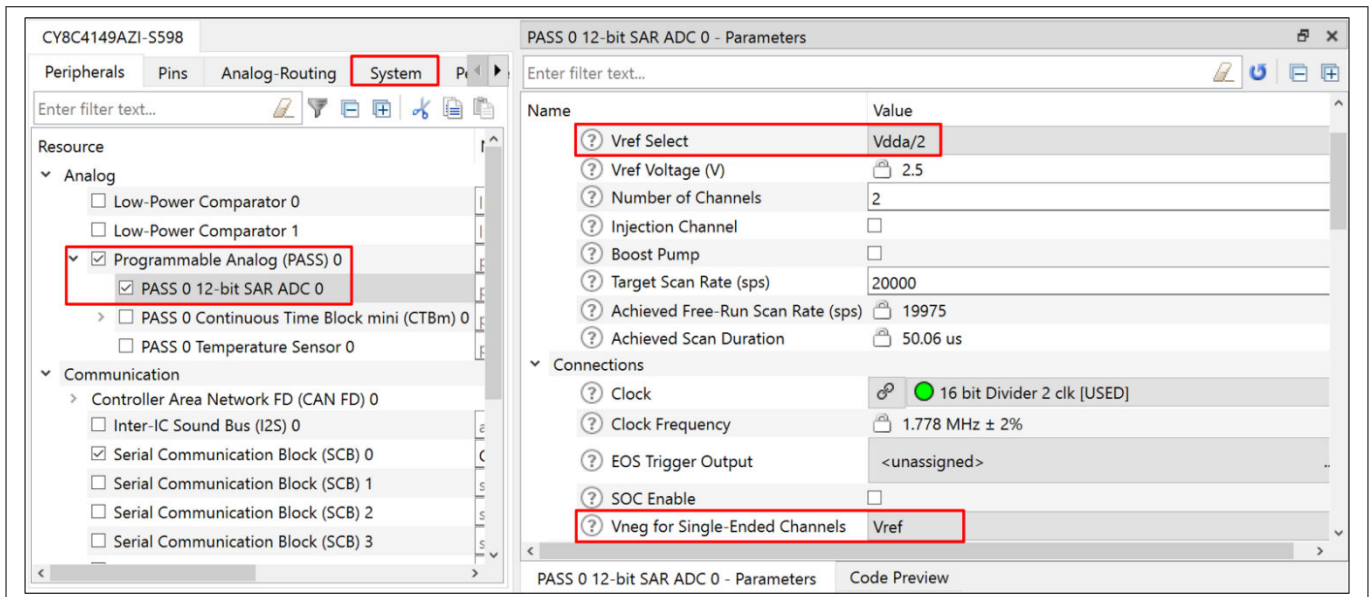 CY8C4149AZI-S598
Peripherals Pins Analog-Routing System
Enter filter text...
Resource
Analog
Low-Power Comparator 0
Low-Power Comparator 1
Programmable Analog (PASS) 0
PASS 0 12-bit SAR ADC 0
PASS 0 Continuous Time Block mini (CTBm) 0
PASS 0 Temperature Sensor 0
Communication
Controller Area Network FD (CAN FD) 0
Inter-IC Sound Bus (I2S) 0
Serial Communication Block (SCB) 0
Serial Communication Block (SCB) 1
Serial Communication Block (SCB) 2
Serial Communication Block (SCB) 3
PASS 0 12-bit SAR ADC 0 - Parameters
Enter filter text...
Name Value
? Vref Select Vdda/2
? Vref Voltage (V) 2.5
? Number of Channels 2
? Injection Channel
? Boost Pump
? Target Scan Rate (sps) 20000
? Achieved Free-Run Scan Rate (sps) 19975
? Achieved Scan Duration 50.06 us
Connections
? Clock 16 bit Divider 2 clk [USED]
? Clock Frequency 1.778 MHz ± 2%
? EOS Trigger Output <unassigned>
? SOC Enable
? Vneg for Single-Ended Channels Vref
PASS 0 12-bit SAR ADC 0 - Parameters Code Preview